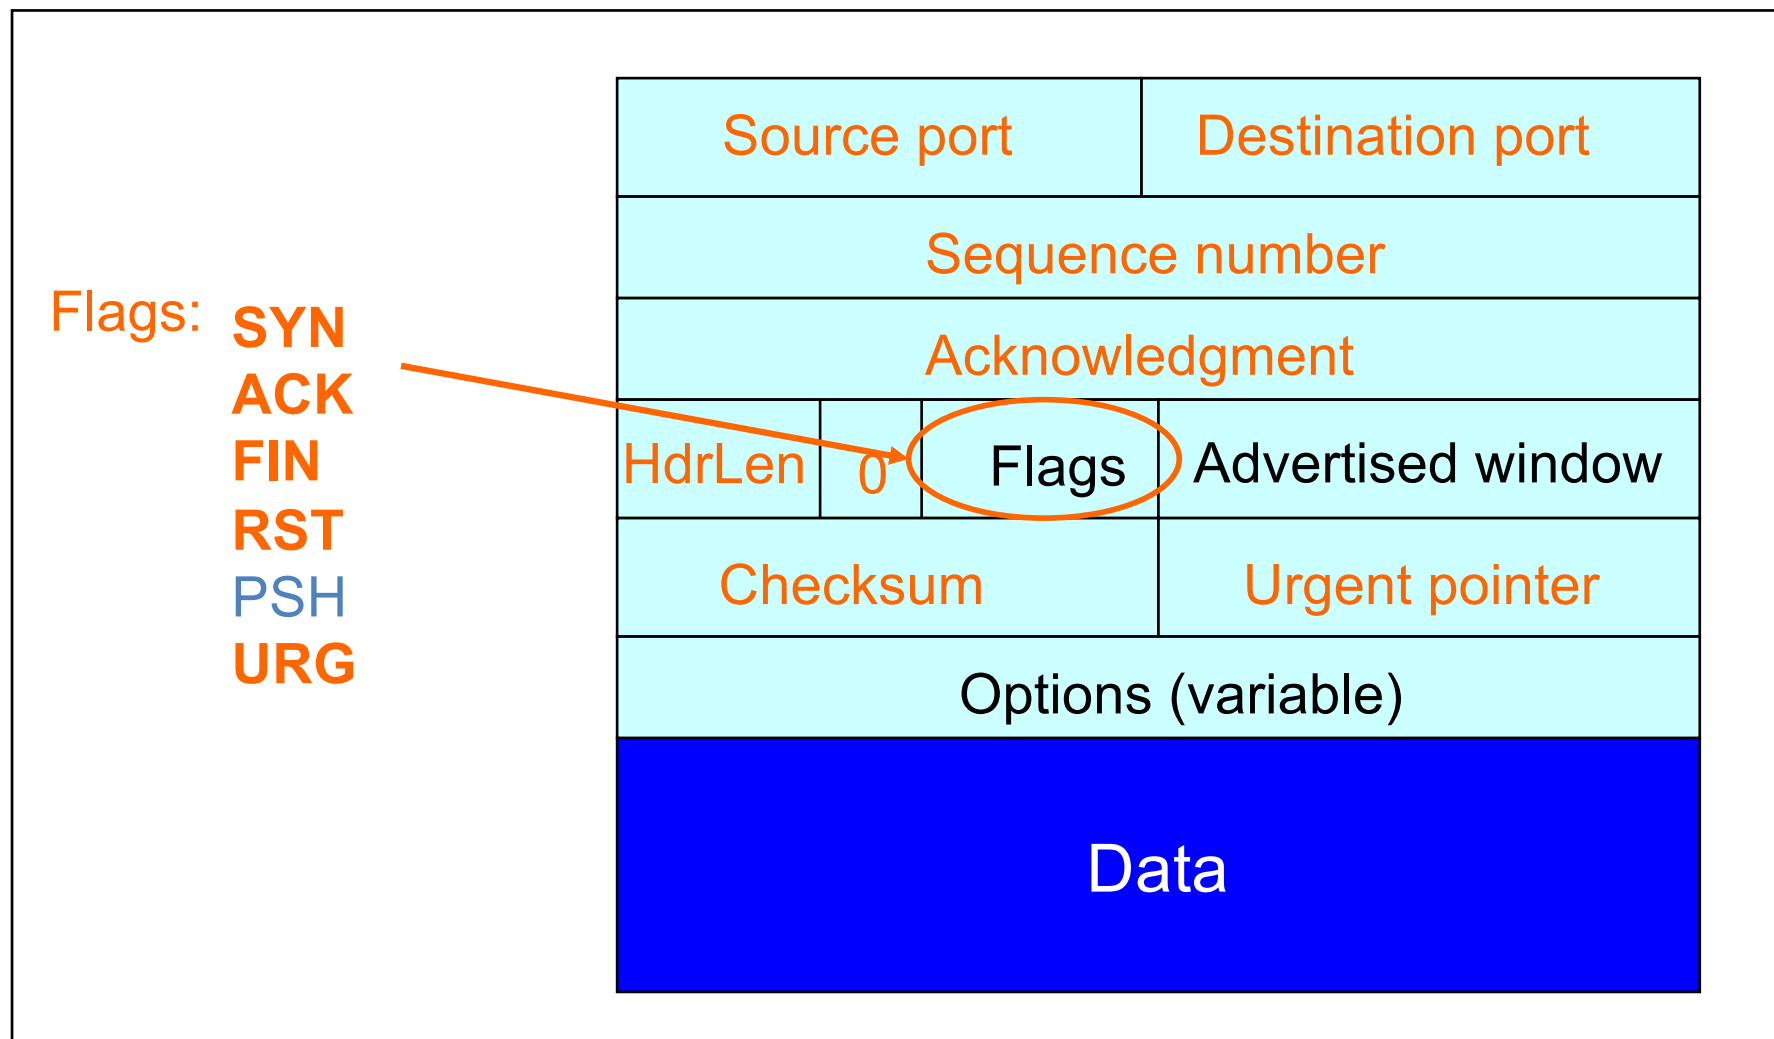 Source port Destination port
Sequence number
Flags: SYN
Acknowledgment
ACK
FIN
HdrLen 0 Flags Advertised window
RST
PSH
Checksum Urgent pointer
URG
Options (variable)
Data